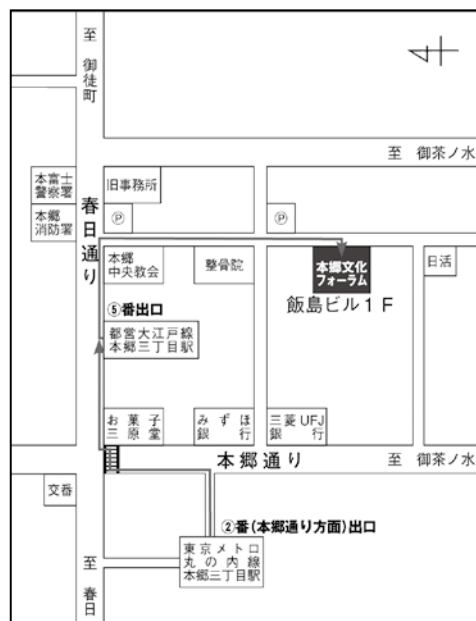 至 御徒町
至 御茶ノ水
本富士
警察署
本郷
消防署
春日通り
旧事務所
Ⓟ
Ⓟ
本郷
中央教会
整骨院
本郷文化
フォーラム
飯島ビル1F
日活
⑤番出口
都営大江戸線
本郷三丁目駅
お菓子
三原堂
みずほ
銀行
三菱UFJ
銀行
本郷通り
至 御茶ノ水
交番
②番(本郷通り方面)出口
東京メトロ
丸の内線
本郷三丁目駅
至 春日